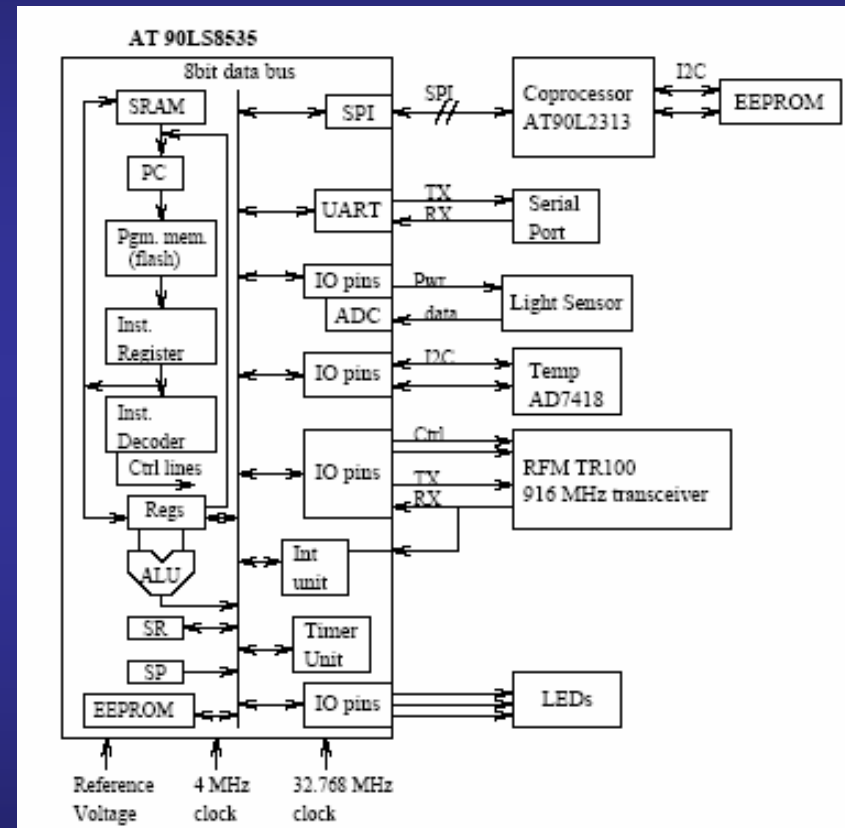 AT 90LS8535
8bit data bus
SRAM
PC
Pgm. mem.
(flash)
Inst.
Register
Inst.
Decoder
Ctrl lines
Regs
ALU
SR
SP
EEPROM
SPI
UART
IO pins
ADC
IO pins
IO pins
Int
unit
Timer
Unit
IO pins
SPI
Coprocessor
AT90L2313
I2C
EEPROM
TX
RX
Serial
Port
Pwr
data
Light Sensor
I2C
Temp
AD7418
Ctrl
TX
RX
RFM TR100
916 MHz transceiver
LEDs
Reference
Voltage
4 MHz
clock
32.768 MHz
clock